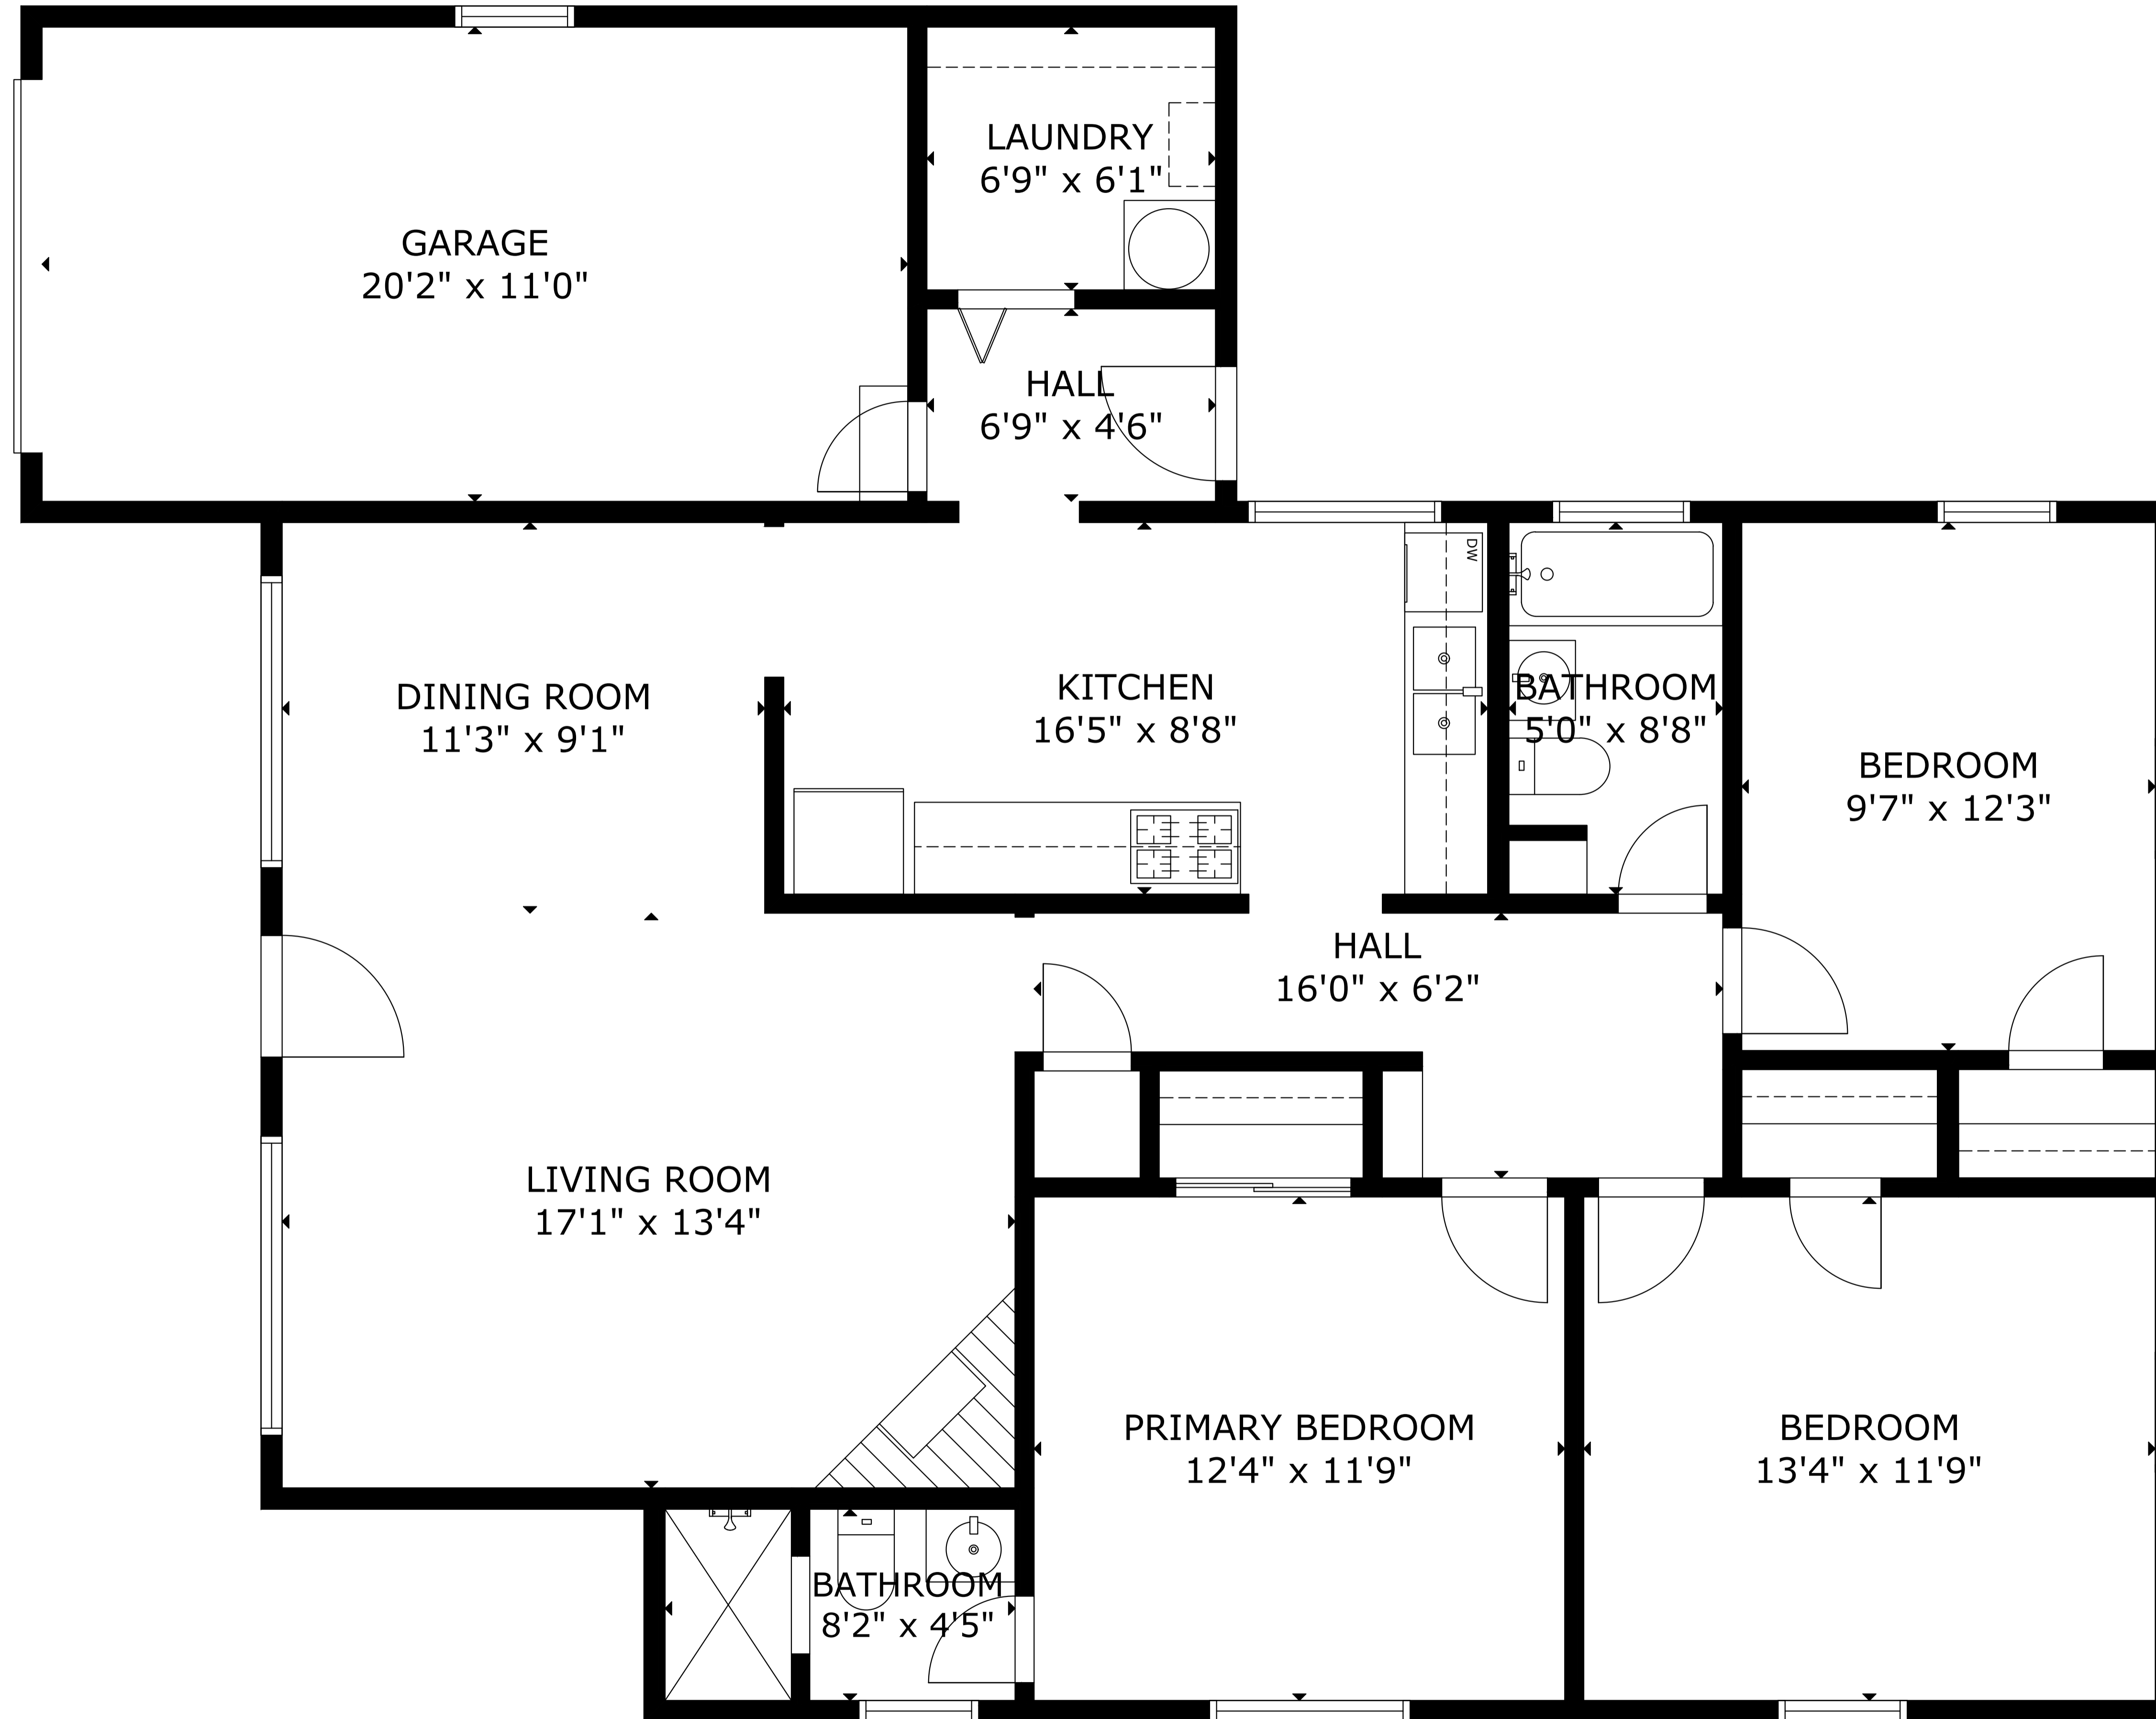 LAUNDRY
6'9" x 6'1"
GARAGE
20'2" x 11'0"
HALL
6'9" x 4'6"
DW
DINING ROOM
11'3" x 9'1"
KITCHEN
16'5" x 8'8"
BATHROOM
5'0" x 8'8"
BEDROOM
9'7" x 12'3"
HALL
16'0" x 6'2"
LIVING ROOM
17'1" x 13'4"
PRIMARY BEDROOM
12'4" x 11'9"
BEDROOM
13'4" x 11'9"
BATHROOM
8'2" x 4'5"